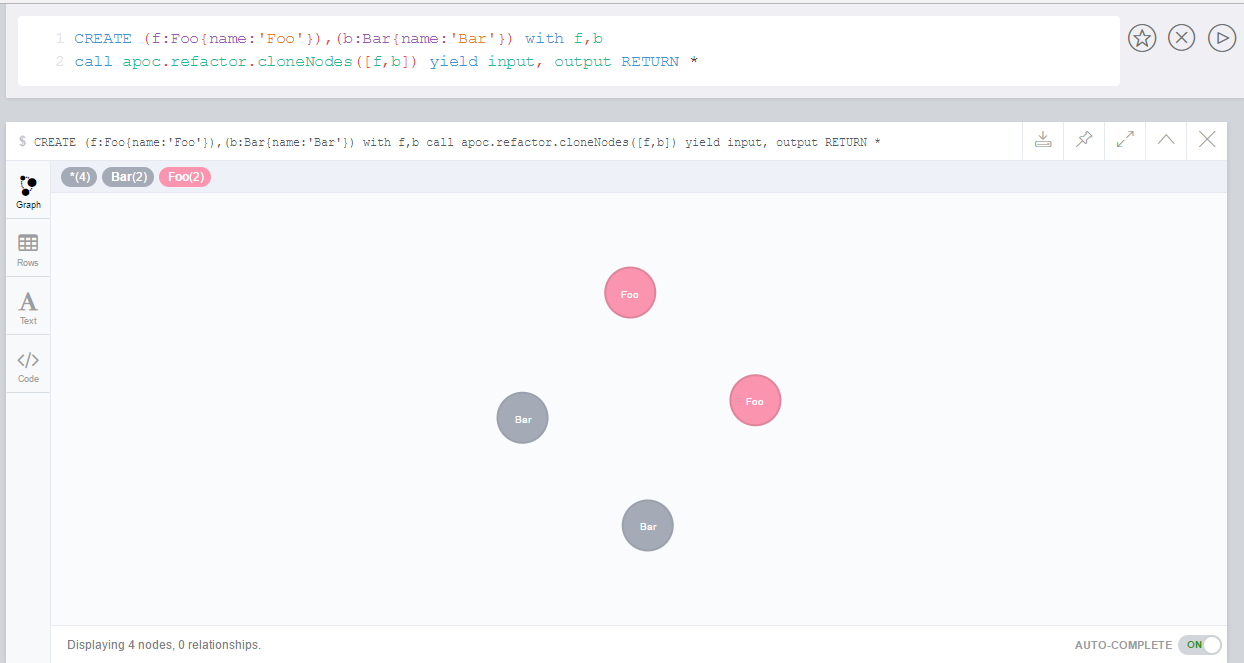 1 CREATE (f:Foo{name:'Foo'}),(b:Bar{name:'Bar'}) with f,b
2 call apoc.refactor.cloneNodes([f,b]) yield input, output RETURN *
$ CREATE (f:Foo{name:'Foo'}),(b:Bar{name:'Bar'}) with f,b call apoc.refactor.cloneNodes([f,b]) yield input, output RETURN *
*(4) Bar(2) Foo(2)
Graph
Rows
A
Text
</>
Code
Foo
Foo
Bar
Bar
Displaying 4 nodes, 0 relationships.
AUTO-COMPLETE ON